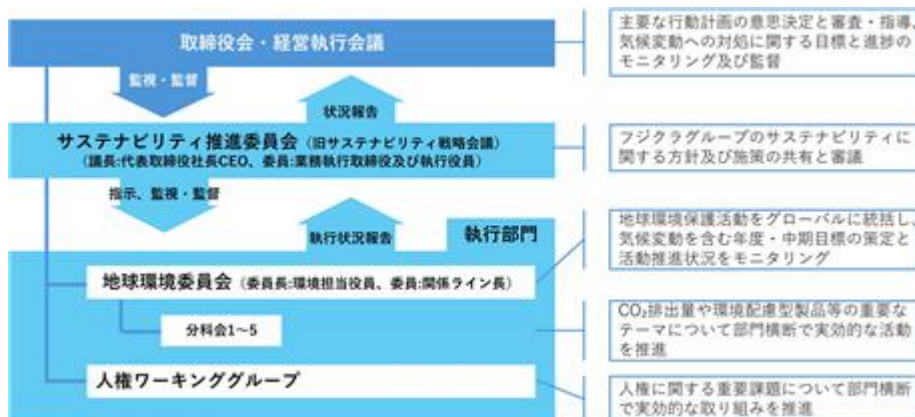 取締役会・経営執行会議
主要な行動計画の意思決定と審査・指導、
気候変動への対処に関する目標と進捗の
モニタリング及び監督
監視・監督
状況報告
サステナビリティ推進委員会（旧サステナビリティ戦略会議）
（議長:代表取締役社長CEO、委員:業務執行取締役及び執行役員）
フジクラグループのサステナビリティに
関する方針及び施策の共有と審議
指示、監視・監督
執行状況報告
執行部門
地球環境保護活動をグローバルに統括し、
気候変動を含む年度・中期目標の策定と
活動推進状況をモニタリング
地球環境委員会（委員長:環境担当役員、委員:関係ライン長）
分科会1～5
CO₂排出量や環境配慮型製品等の重要な
テーマについて部門横断で実効的な活動
を推進
人権ワーキンググループ
人権に関する重要課題について部門横断
で実効的な取り組みを推進